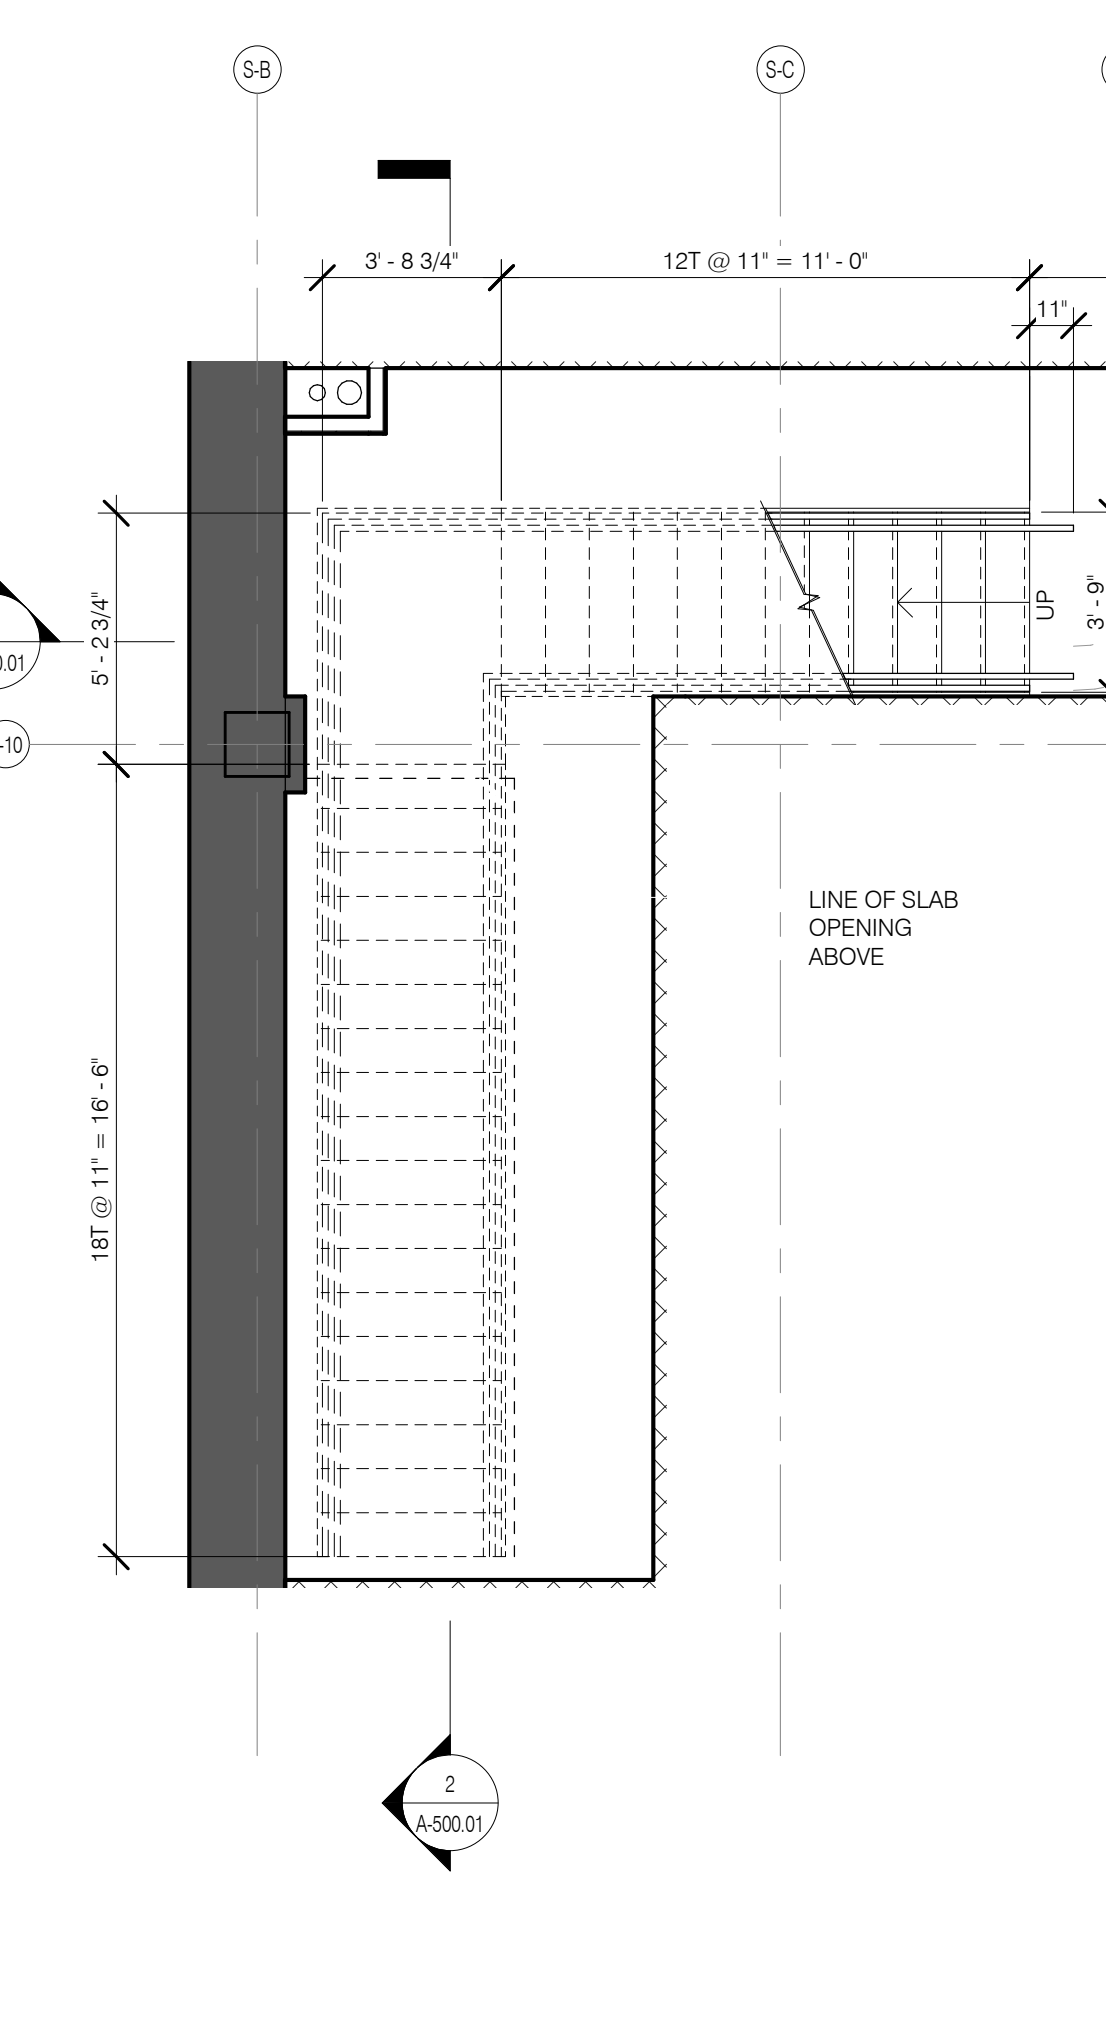 S-B
S-C
3' - 8 3/4"
12T @ 11" = 11' - 0"
11"
5' - 2 3/4"
UP
3' - 9"
0.01
-10
LINE OF SLAB
OPENING
ABOVE
18T @ 11" = 16' - 6"
2
A-500.01